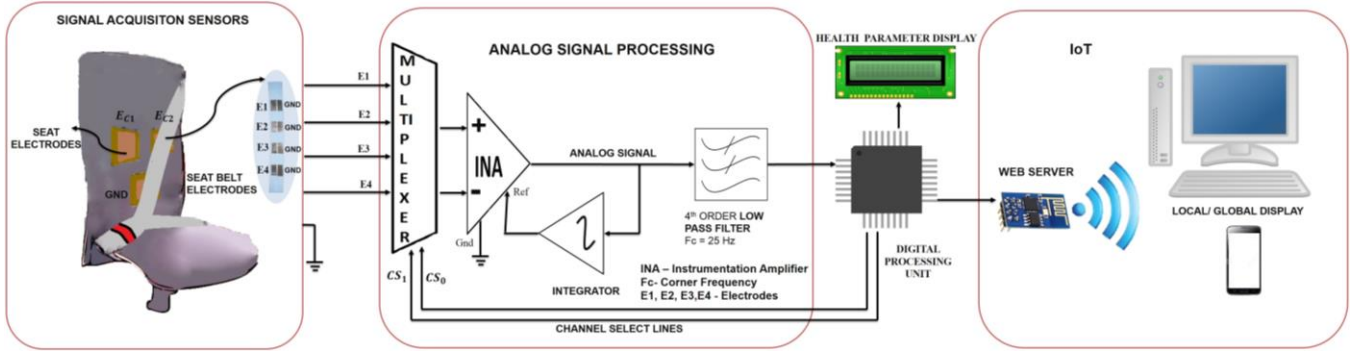 SIGNAL ACQUISITON SENSORS
E_C1
E_C2
SEAT
ELECTRODES
GND
SEAT BELT
ELECTRODES
E1 GND
E2 GND
E3 GND
E4 GND
ANALOG SIGNAL PROCESSING
E1
E2
E3
E4
MULTIPLEXER
CS1
CS0
+
INA
-
Ref
Gnd
ANALOG SIGNAL
INTEGRATOR
4th ORDER LOW
PASS FILTER
Fc = 25 Hz
INA – Instrumentation Amplifier
Fc- Corner Frequency
E1, E2, E3,E4 - Electrodes
CHANNEL SELECT LINES
HEALTH PARAMETER DISPLAY
DIGITAL
PROCESSING
UNIT
IoT
WEB SERVER
LOCAL/ GLOBAL DISPLAY